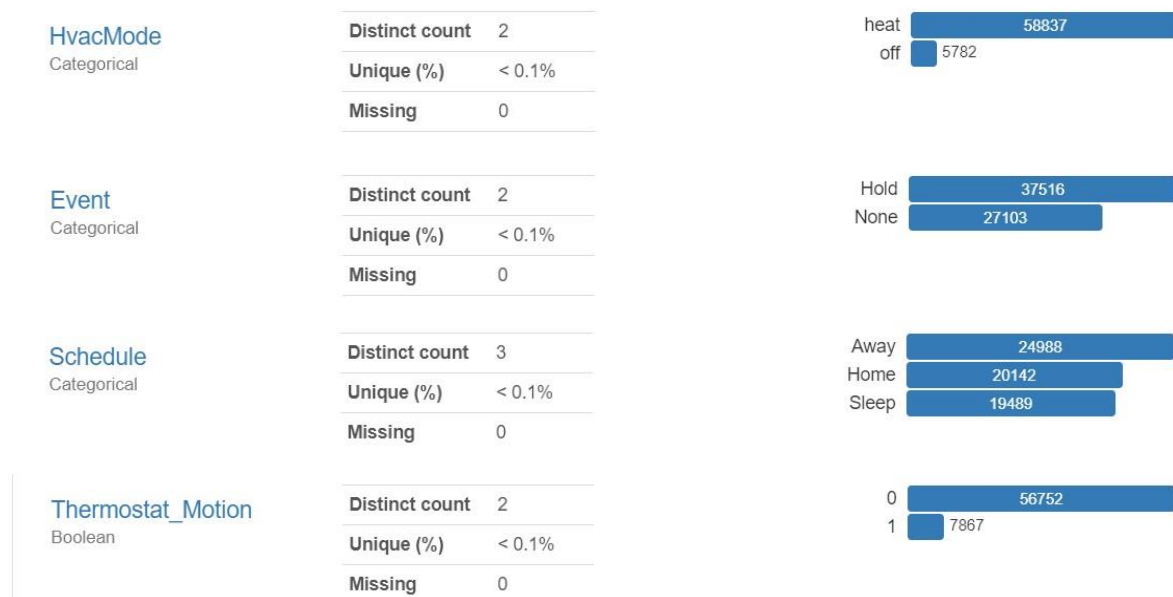 HvacMode
Categorical
Distinct count 2
Unique (%) < 0.1%
Missing 0
heat 58837
off 5782
Event
Categorical
Distinct count 2
Unique (%) < 0.1%
Missing 0
Hold 37516
None 27103
Schedule
Categorical
Distinct count 3
Unique (%) < 0.1%
Missing 0
Away 24988
Home 20142
Sleep 19489
Thermostat_Motion
Boolean
Distinct count 2
Unique (%) < 0.1%
Missing 0
0 56752
1 7867